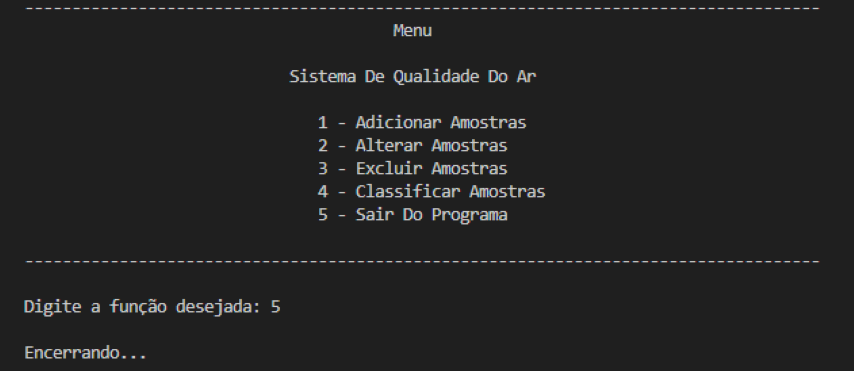 Menu
Sistema De Qualidade Do Ar
1 - Adicionar Amostras
2 - Alterar Amostras
3 - Excluir Amostras
4 - Classificar Amostras
5 - Sair Do Programa
Digite a função desejada: 5
Encerrando...